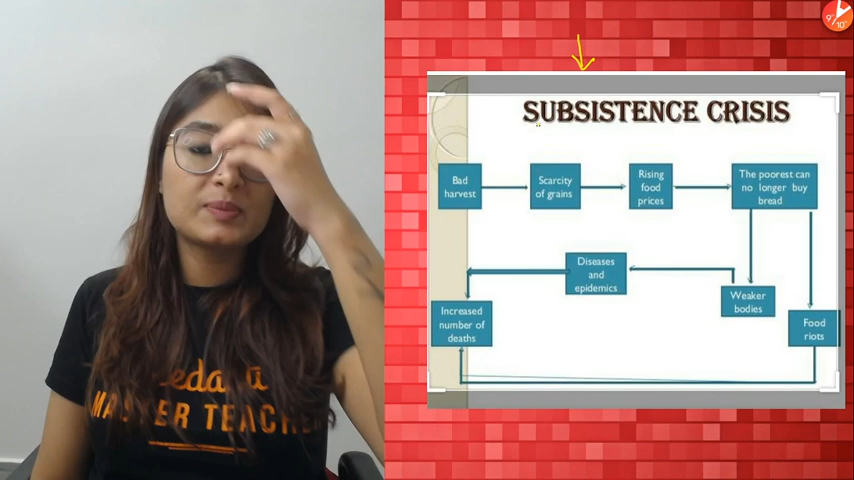 SUBSISTENCE CRISIS
Bad
harvest
Scarcity
of grains
Rising
food
prices
The poorest can
no longer buy
bread
Diseases
and
epidemics
Weaker
bodies
Increased
number of
deaths
Food
riots
MASTER TEACHER